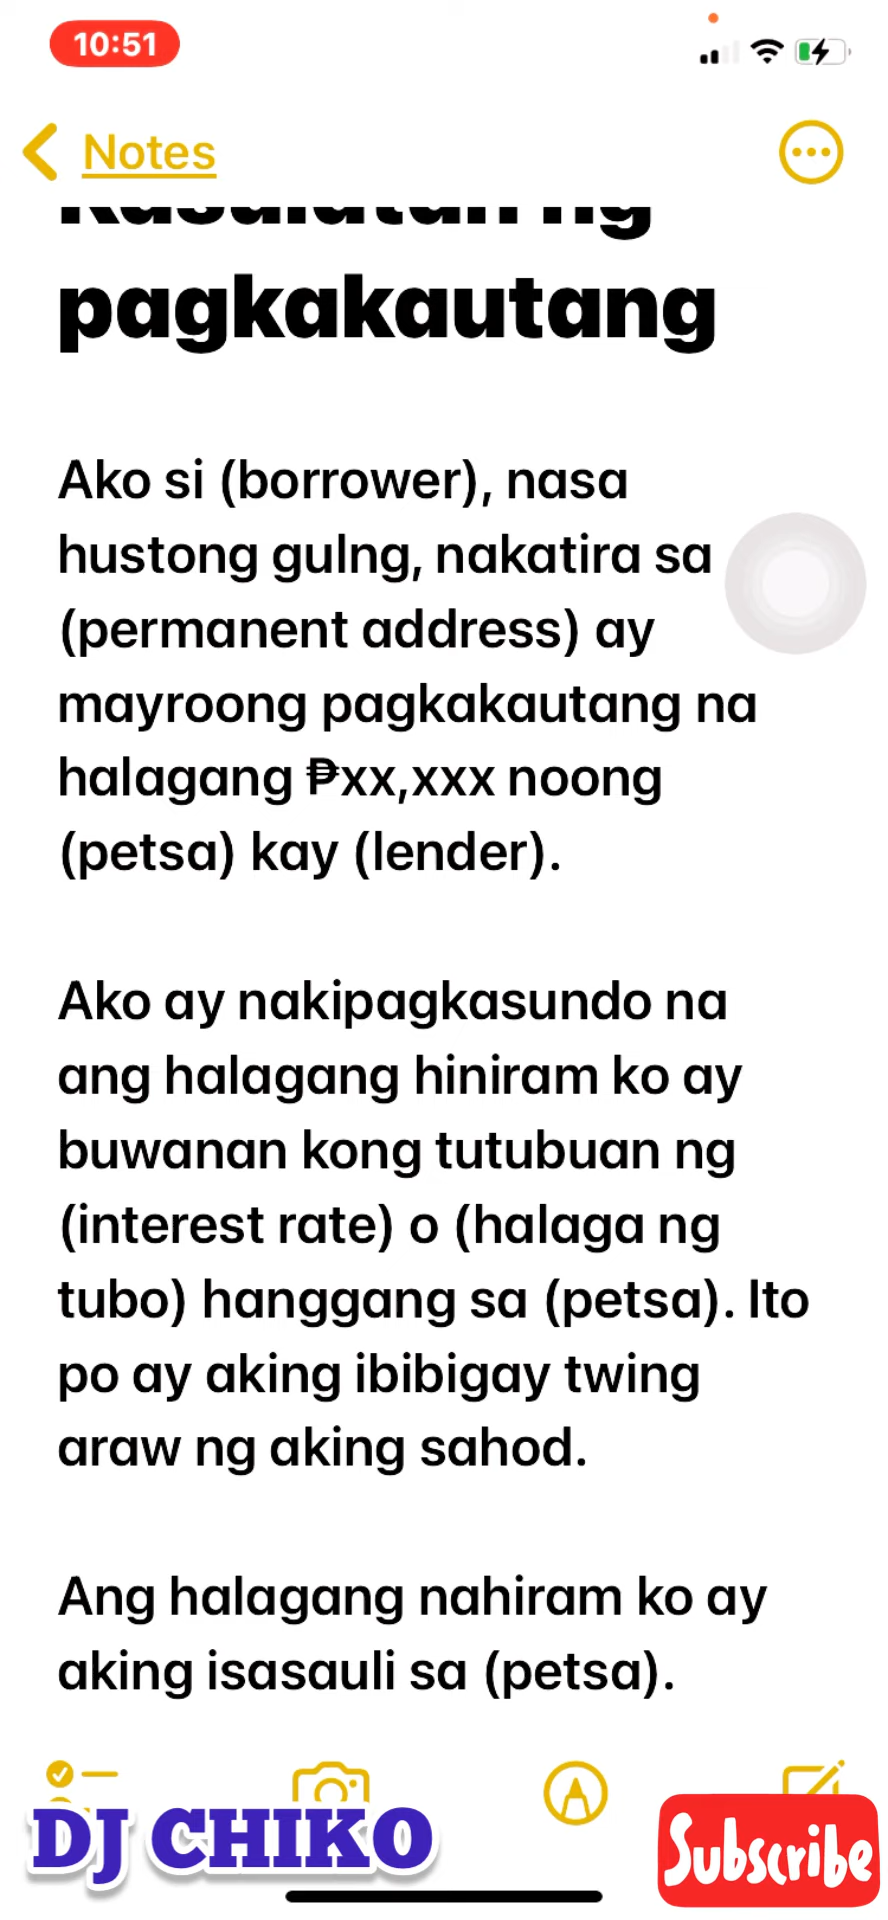 10:51
Notes
Kasulatan ng
pagkakautang
Ako si (borrower), nasa
hustong gulng, nakatira sa
(permanent address) ay
mayroong pagkakautang na
halagang ₱xx,xxx noong
(petsa) kay (lender).
Ako ay nakipagkasundo na
ang halagang hiniram ko ay
buwanan kong tutubuan ng
(interest rate) o (halaga ng
tubo) hanggang sa (petsa). Ito
po ay aking ibibigay twing
araw ng aking sahod.
Ang halagang nahiram ko ay
aking isasauli sa (petsa).
DJ CHIKO
Subscribe